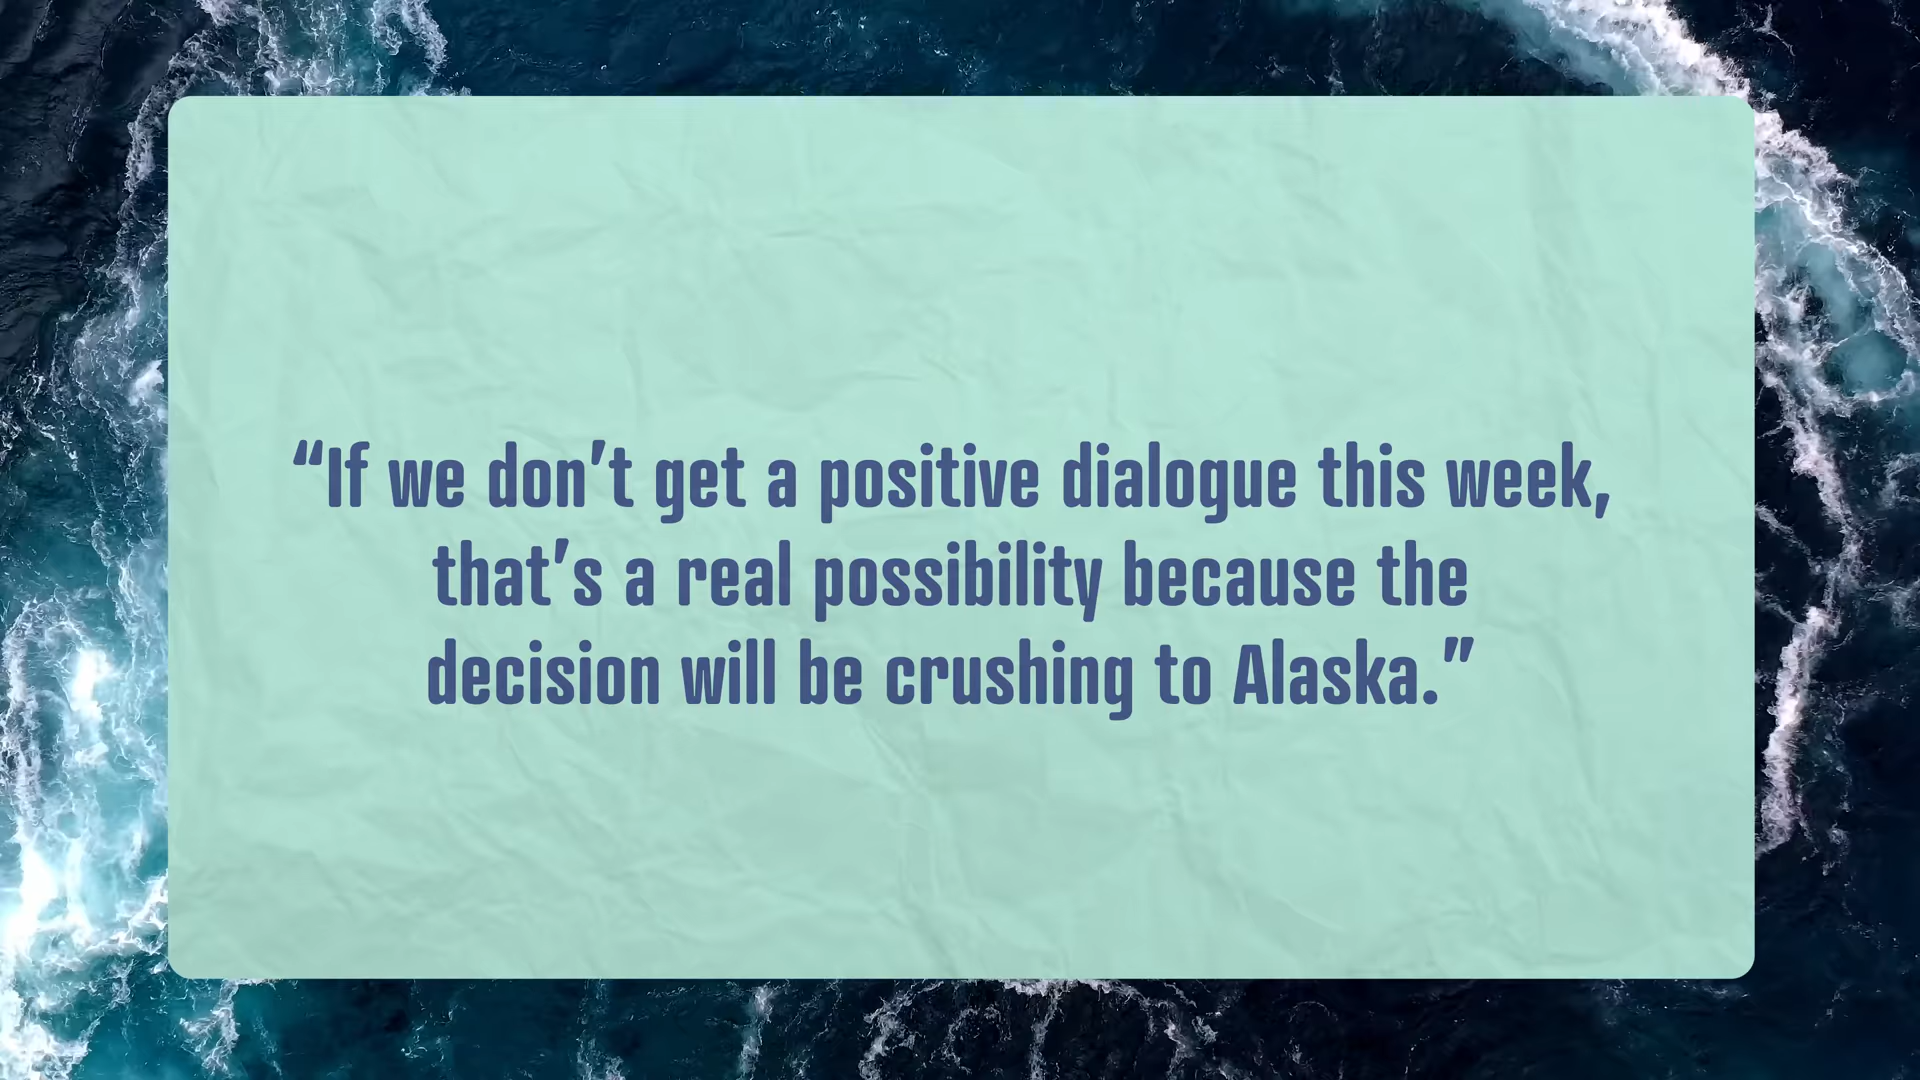 “If we don’t get a positive dialogue this week,
that’s a real possibility because the
decision will be crushing to Alaska.”